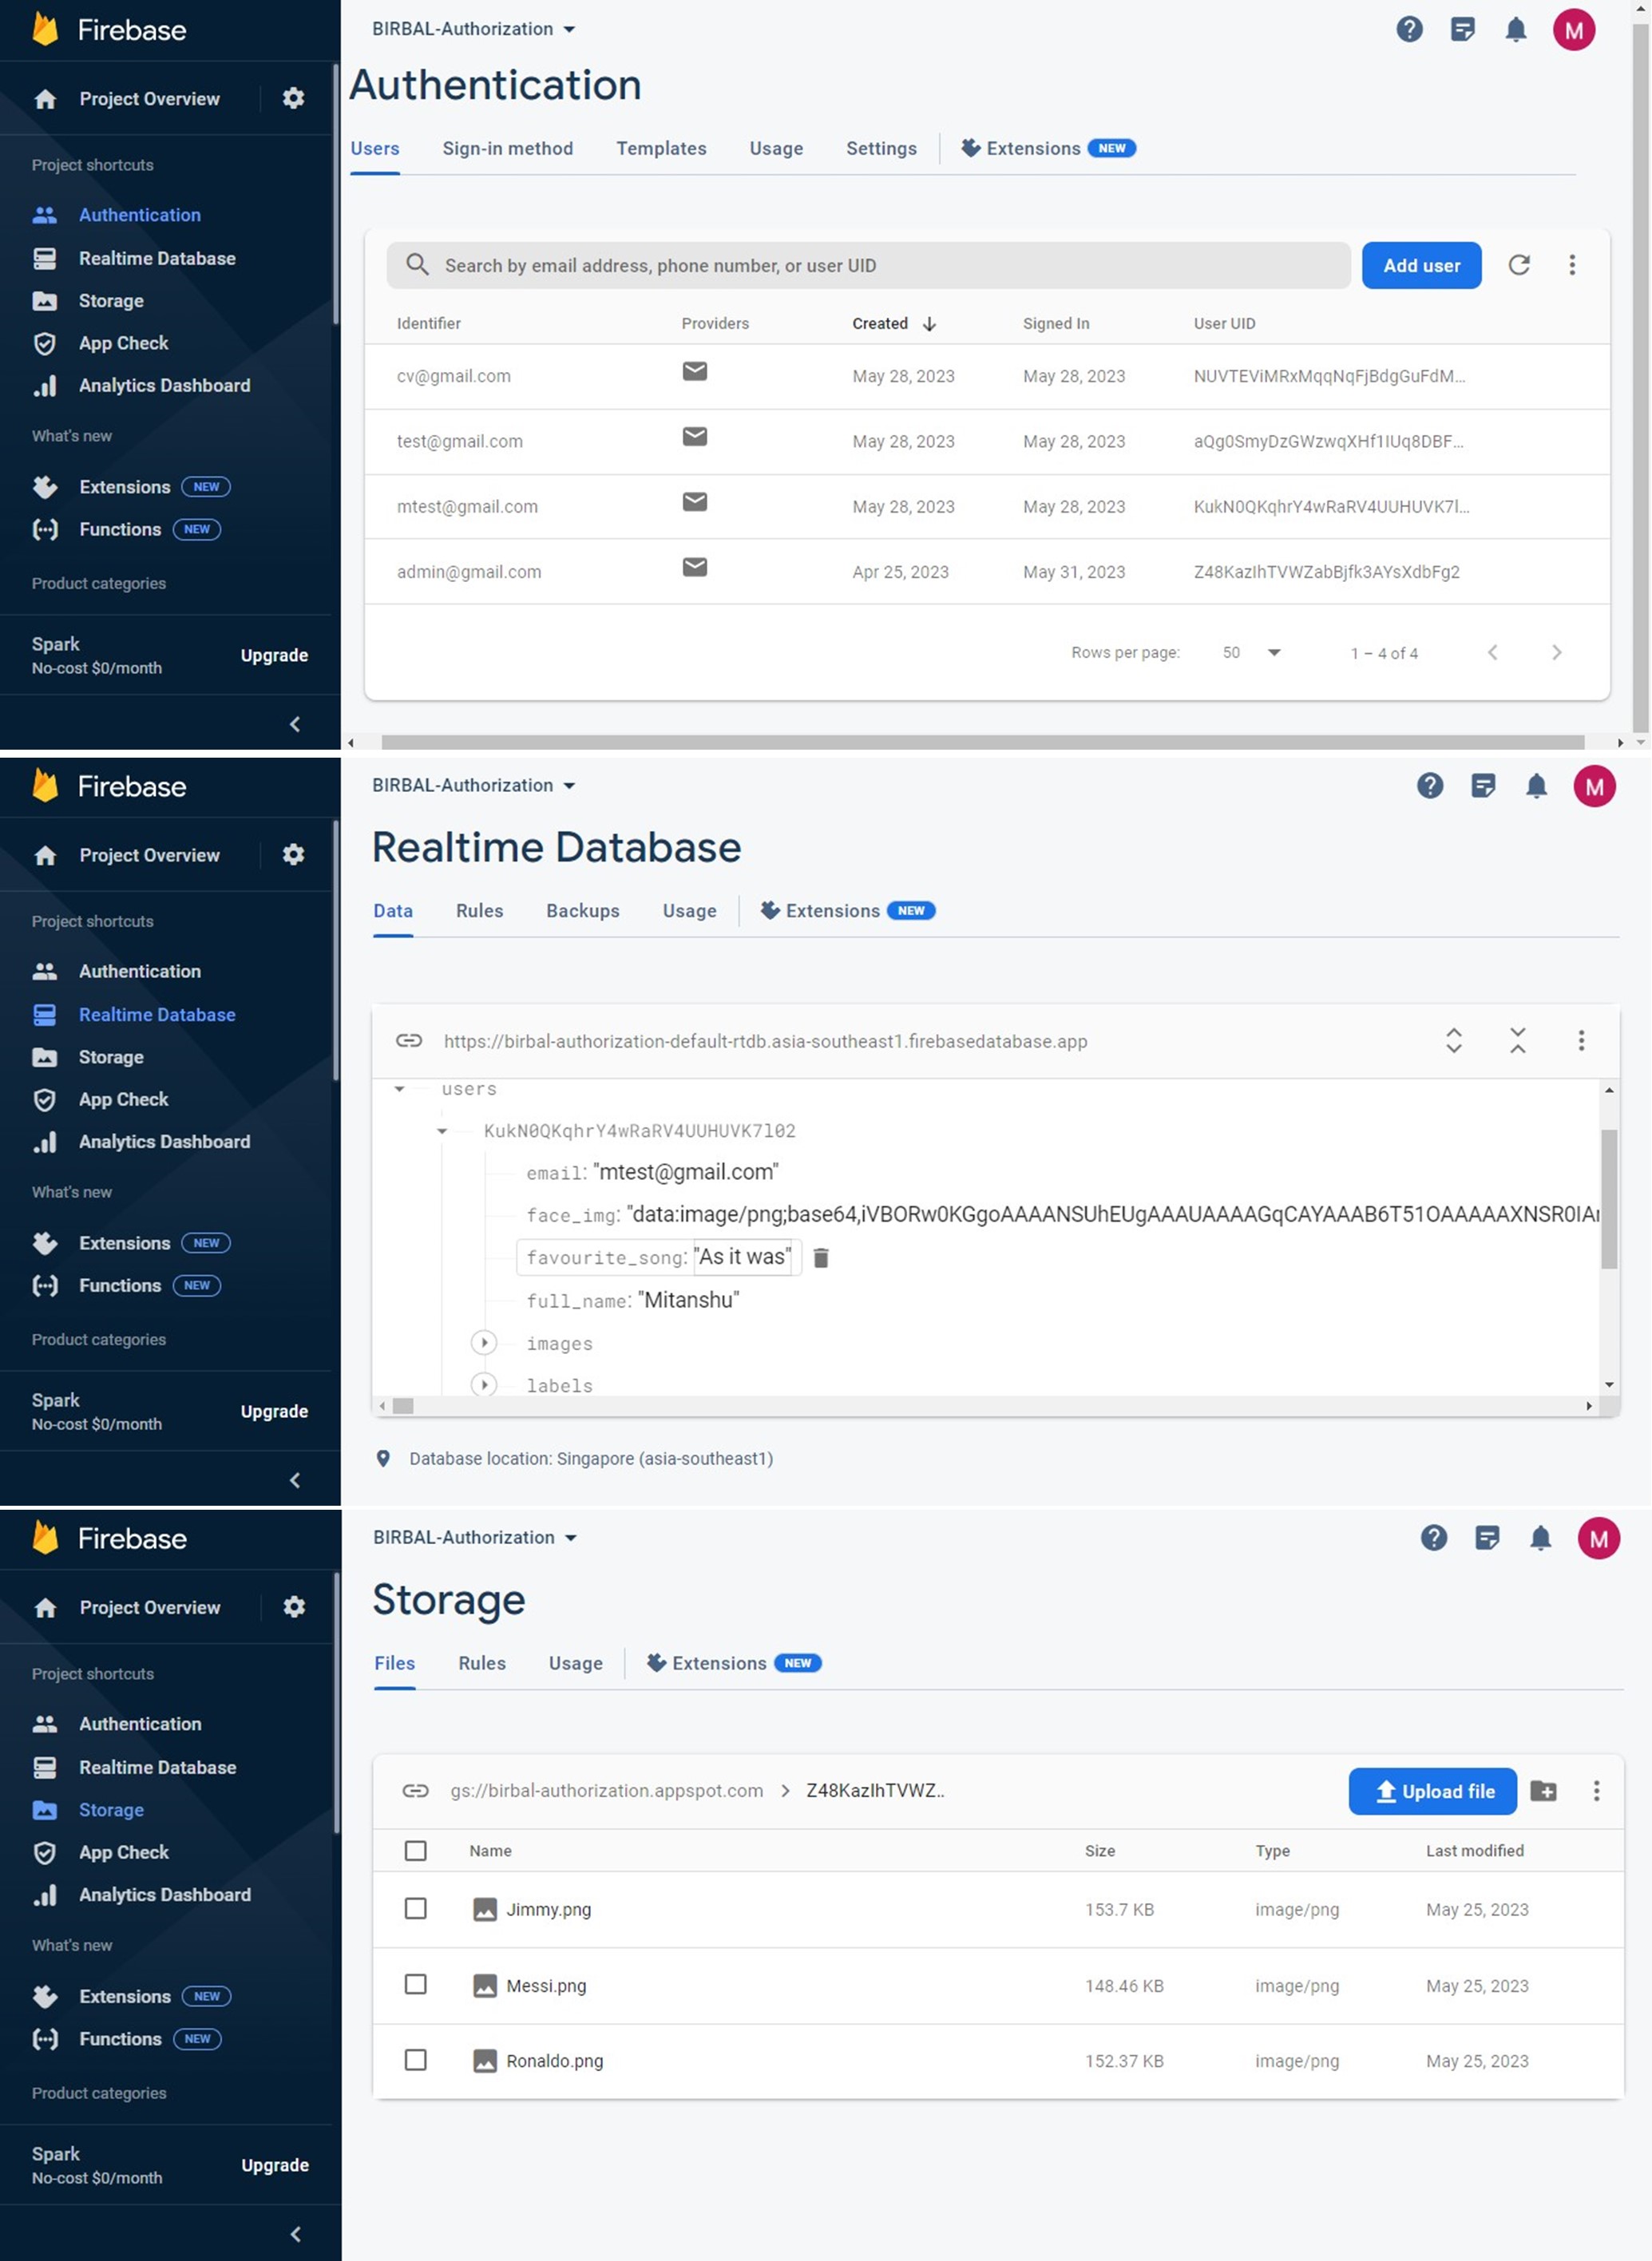 Firebase
Project Overview
Project shortcuts
Authentication
Realtime Database
Storage
App Check
Analytics Dashboard
What's new
Extensions NEW
Functions NEW
Product categories
Spark
No-cost $0/month
Upgrade
BIRBAL-Authorization
M
Authentication
Users Sign-in method Templates Usage Settings Extensions NEW
Search by email address, phone number, or user UID Add user
Identifier Providers Created Signed In User UID
cv@gmail.com May 28, 2023 May 28, 2023 NUVTEViMRxMqqNqFjBdgGuFdM...
test@gmail.com May 28, 2023 May 28, 2023 aQg0SmyDzGWzwqXHf1IUq8DBF...
mtest@gmail.com May 28, 2023 May 28, 2023 KukN0QKqhrY4wRaRV4UUHUVK7l...
admin@gmail.com Apr 25, 2023 May 31, 2023 Z48KazIhTVWZabBjfk3AYsXdbFg2
Rows per page: 50 1 – 4 of 4
Firebase
Project Overview
Project shortcuts
Authentication
Realtime Database
Storage
App Check
Analytics Dashboard
What's new
Extensions NEW
Functions NEW
Product categories
Spark
No-cost $0/month
Upgrade
BIRBAL-Authorization
M
Realtime Database
Data Rules Backups Usage Extensions NEW
https://birbal-authorization-default-rtdb.asia-southeast1.firebasedatabase.app
users
KukN0QKqhrY4wRaRV4UUHUVK7l02
email: "mtest@gmail.com"
face_img: "data:image/png;base64,iVBORw0KGgoAAAANSUhEUgAAAUAAAAGqCAYAAAB6T51OAAAAAXNSR0IAr
favourite_song: "As it was"
full_name: "Mitanshu"
images
labels
Database location: Singapore (asia-southeast1)
Firebase
Project Overview
Project shortcuts
Authentication
Realtime Database
Storage
App Check
Analytics Dashboard
What's new
Extensions NEW
Functions NEW
Product categories
Spark
No-cost $0/month
Upgrade
BIRBAL-Authorization
M
Storage
Files Rules Usage Extensions NEW
gs://birbal-authorization.appspot.com > Z48KazIhTVWZ.. Upload file
Name Size Type Last modified
Jimmy.png 153.7 KB image/png May 25, 2023
Messi.png 148.46 KB image/png May 25, 2023
Ronaldo.png 152.37 KB image/png May 25, 2023